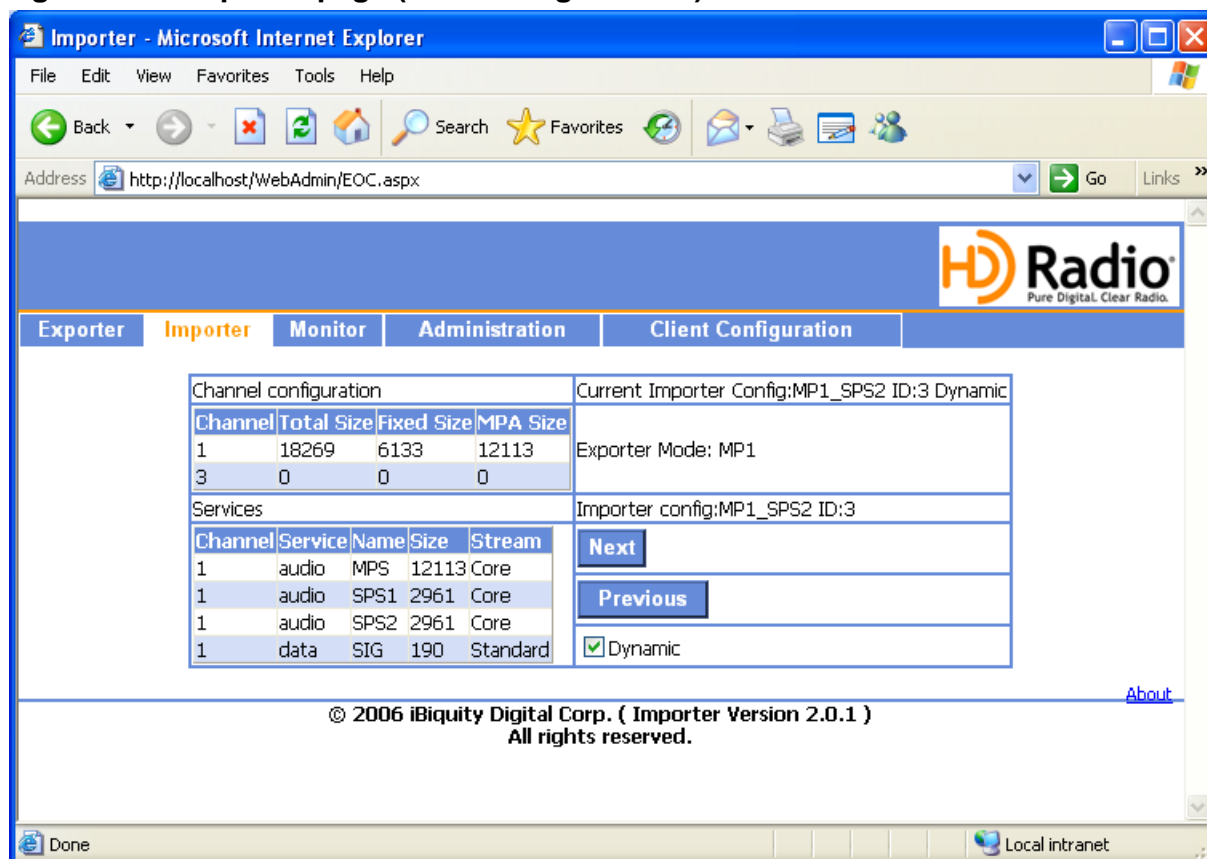 Importer - Microsoft Internet Explorer
File Edit View Favorites Tools Help
Back Search Favorites
Address http://localhost/WebAdmin/EOC.aspx Go Links »
HD Radio
Pure Digital. Clear Radio.
Exporter Importer Monitor Administration Client Configuration
Channel configuration Current Importer Config:MP1_SPS2 ID:3 Dynamic
Channel Total Size Fixed Size MPA Size
1 18269 6133 12113 Exporter Mode: MP1
3 0 0 0
Services Importer config:MP1_SPS2 ID:3
Channel Service Name Size Stream
Next
1 audio MPS 12113 Core
1 audio SPS1 2961 Core
Previous
1 audio SPS2 2961 Core
1 data SIG 190 Standard
Dynamic
About
© 2006 iBiquity Digital Corp. ( Importer Version 2.0.1 )
All rights reserved.
Done Local intranet